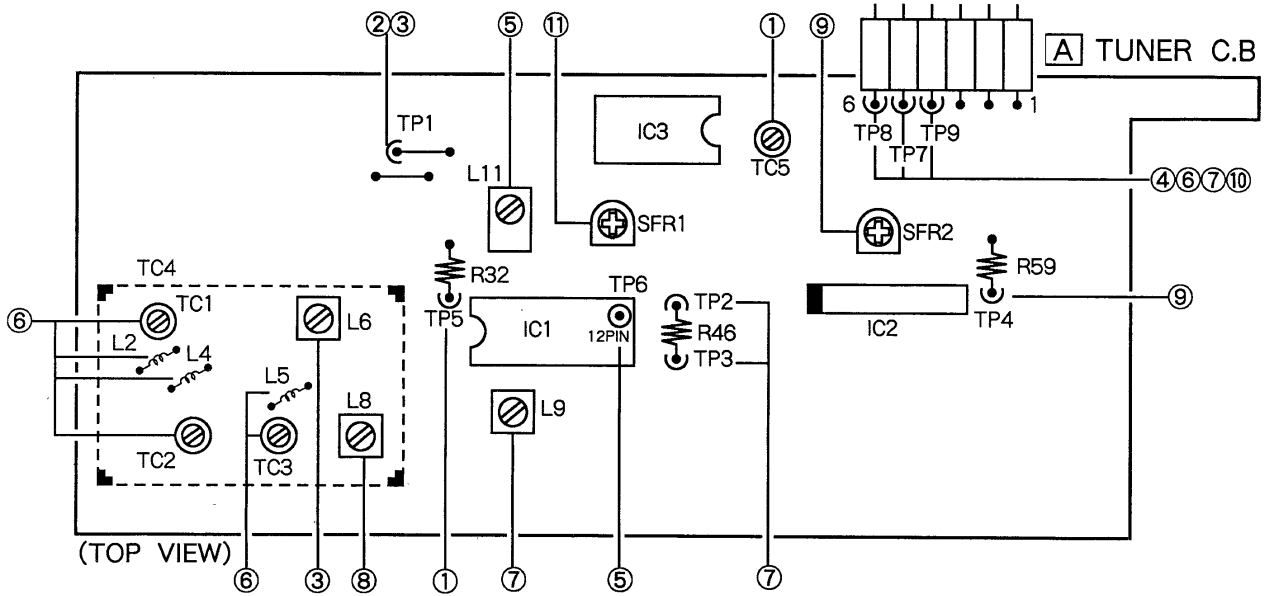 ②③ ⑤ ⑪ ① ⑨
A TUNER C.B
6 1
TP1 IC3 TC5 TP8 TP9
TP7
L11
④⑥⑦⑩
SFR1 SFR2
TC4 R32 R59
TC1 TP6 TP2 ⑨
⑥ L6 TP5 IC1 12PIN R46 IC2 TP4
L2 L4 TP3
L5
L8 L9
TC2 TC3
(TOP VIEW)
⑥ ③ ⑧ ① ⑦ ⑤ ⑦